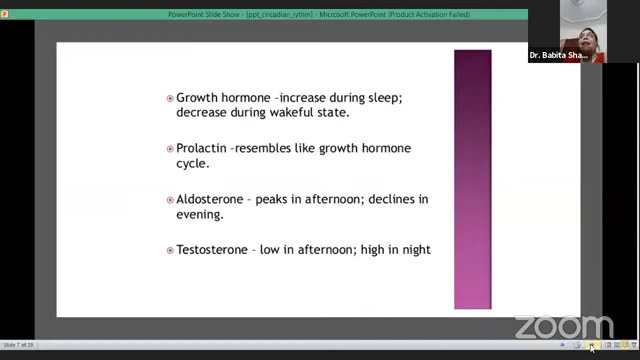 PowerPoint Slide Show - [ppt_circadian_rythm] - Microsoft PowerPoint (Product Activation Failed)
Dr. Babita Sha...
Growth hormone –increase during sleep;
decrease during wakeful state.
Prolactin –resembles like growth hormone
cycle.
Aldosterone – peaks in afternoon; declines in
evening.
Testosterone – low in afternoon; high in night
zoom
Slide 7 of 29